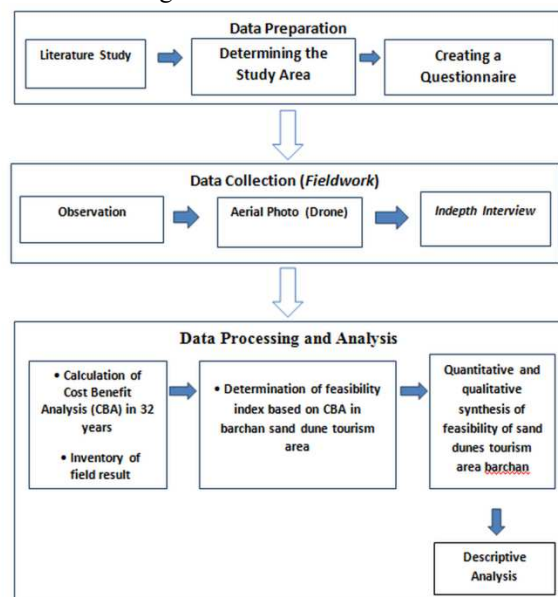 Data Preparation
Literature Study
Determining the
Study Area
Creating a
Questionnaire
Data Collection (Fieldwork)
Observation
Aerial Photo (Drone)
Indepth Interview
Data Processing and Analysis
• Calculation of
Cost Benefit
Analysis (CBA) in 32
years
• Inventory of
field result
• Determination of feasibility
index based on CBA in
barchan sand dune tourism
area
Quantitative and
qualitative
synthesis of
feasibility of sand
dunes tourism
area barchan
Descriptive
Analysis